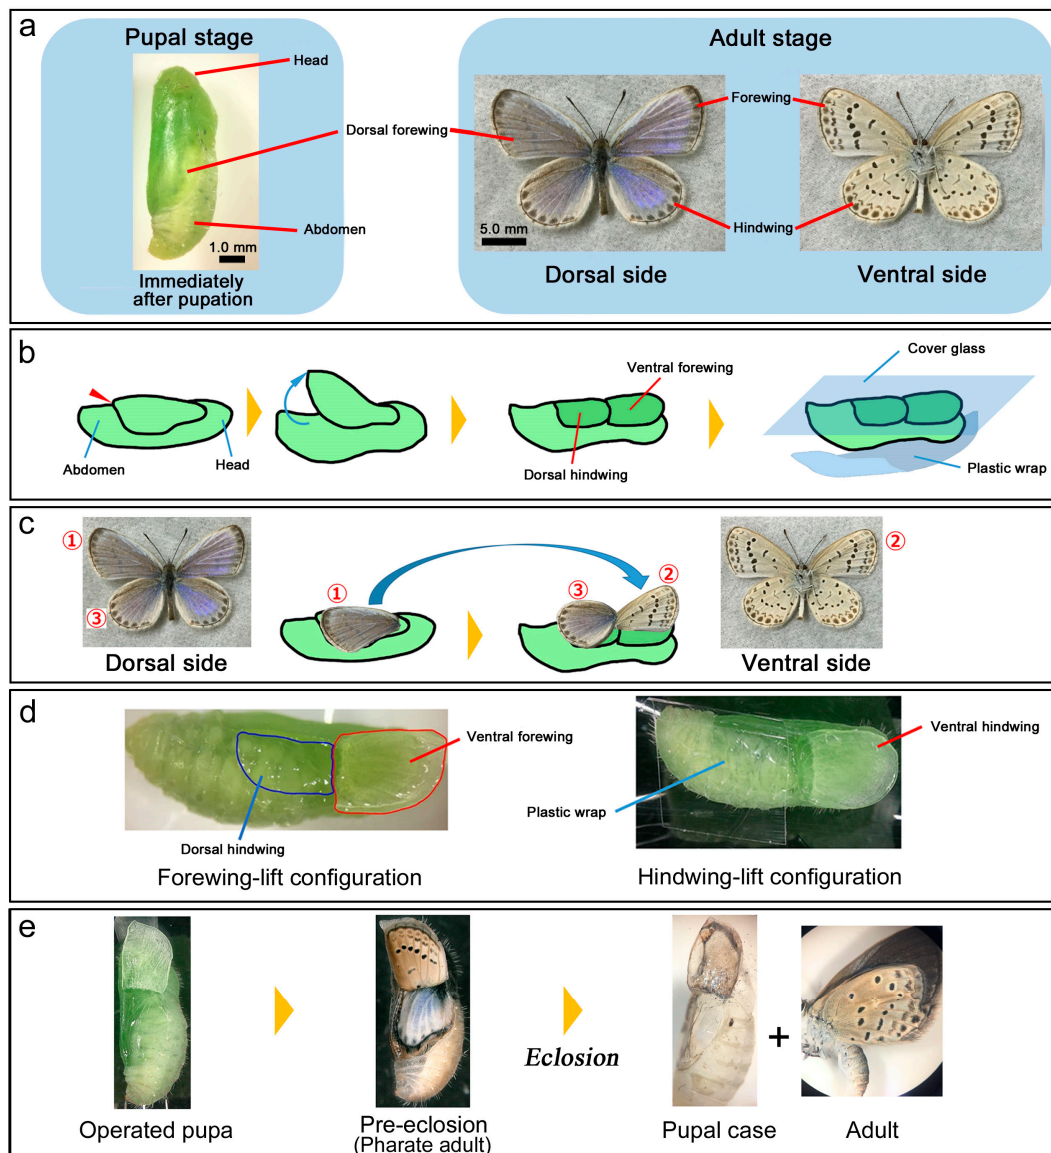 a
Pupal stage
Head
Dorsal forewing
Abdomen
1.0 mm
Immediately
after pupation
Adult stage
Forewing
Hindwing
5.0 mm
Dorsal side
Ventral side
b
Abdomen
Head
Ventral forewing
Dorsal hindwing
Cover glass
Plastic wrap
c
①
③
Dorsal side
①
③
②
②
Ventral side
d
Ventral forewing
Dorsal hindwing
Forewing-lift configuration
Ventral hindwing
Plastic wrap
Hindwing-lift configuration
e
Operated pupa
Pre-eclosion
(Pharate adult)
Eclosion
Pupal case
+
Adult